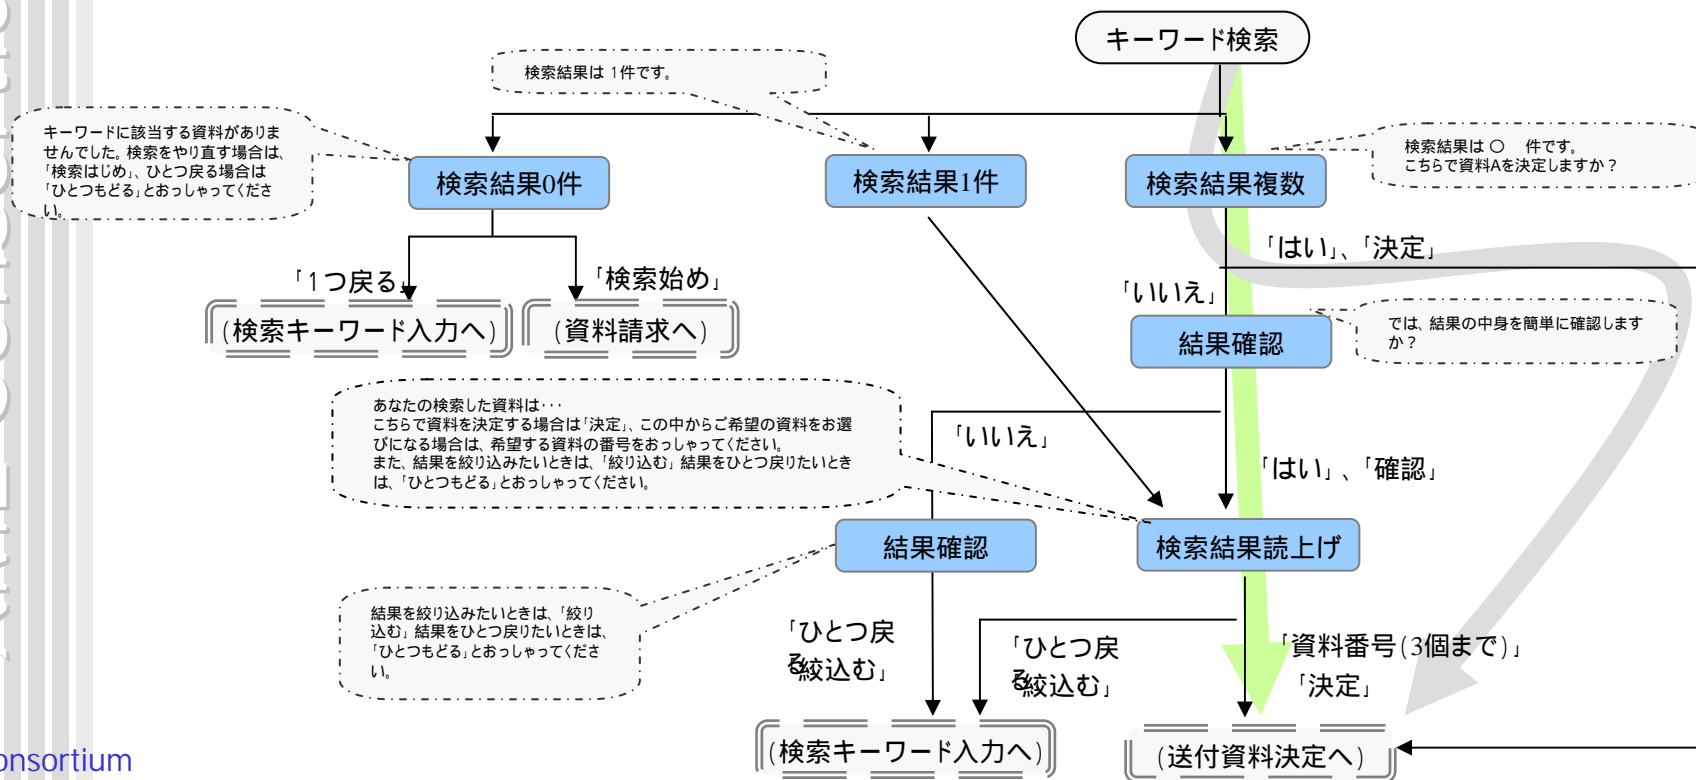 キーワード検索
検索結果は 1件です。
キーワードに該当する資料がありま
せんでした。検索をやり直す場合は、
「検索はじめ」、ひとつ戻る場合は
「ひとつもどる」とおっしゃってくださ
い。
検索結果は ○　件です。
こちらで資料Aを決定しますか？
検索結果0件
検索結果1件
検索結果複数
「はい」、「決定」
「1つ戻る」
「検索始め」
「いいえ」
(検索キーワード入力へ)
(資料請求へ)
結果確認
では、結果の中身を簡単に確認します
か？
あなたの検索した資料は・・・
こちらで資料を決定する場合は「決定」、この中からご希望の資料をお選
びになる場合は、希望する資料の番号をおっしゃってください。
また、結果を絞り込みたいときは、「絞り込む」 結果をひとつ戻りたいとき
は、「ひとつもどる」とおっしゃってください。
「いいえ」
「はい」、「確認」
結果確認
検索結果読上げ
結果を絞り込みたいときは、「絞り
込む」 結果をひとつ戻りたいときは、
「ひとつもどる」とおっしゃってくださ
い。
「ひとつ戻
る
絞込む」
「ひとつ戻
る
絞込む」
「資料番号(3個まで)」
「決定」
(検索キーワード入力へ)
(送付資料決定へ)
onsortium